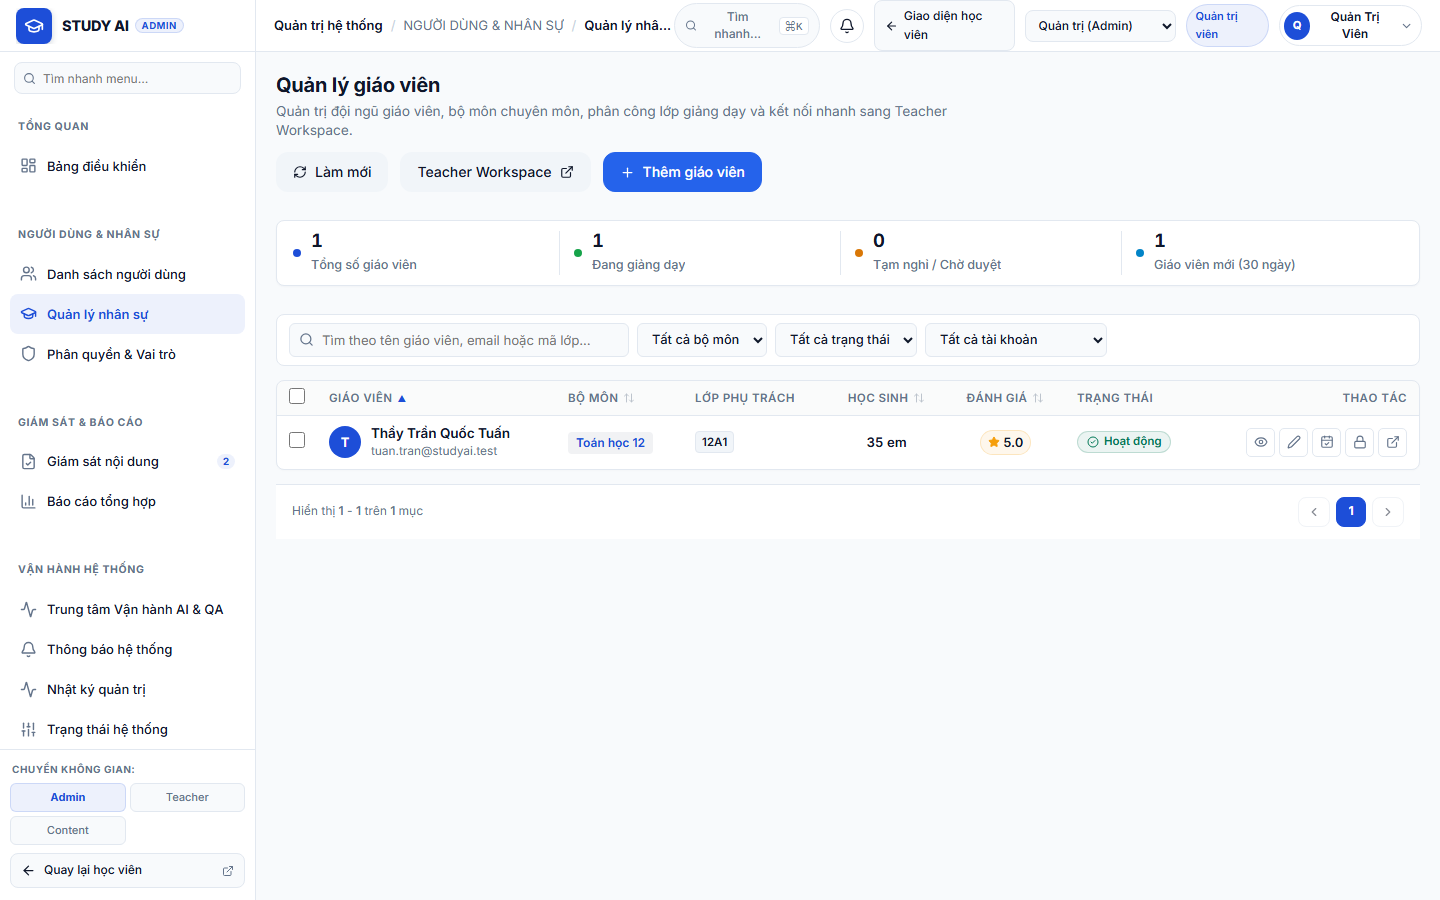 STUDY AI ADMIN
Tìm nhanh menu...
TỔNG QUAN
Bảng điều khiển
NGƯỜI DÙNG & NHÂN SỰ
Danh sách người dùng
Quản lý nhân sự
Phân quyền & Vai trò
GIÁM SÁT & BÁO CÁO
Giám sát nội dung 2
Báo cáo tổng hợp
VẬN HÀNH HỆ THỐNG
Trung tâm Vận hành AI & QA
Thông báo hệ thống
Nhật ký quản trị
Trạng thái hệ thống
CHUYỂN KHÔNG GIAN:
Admin Teacher
Content
Quay lại học viên
Quản trị hệ thống / NGƯỜI DÙNG & NHÂN SỰ / Quản lý nhâ...
Tìm nhanh... ⌘K
Giao diện học viên
Quản trị (Admin)
Quản trị viên
Q Quản Trị Viên
Quản lý giáo viên
Quản trị đội ngũ giáo viên, bộ môn chuyên môn, phân công lớp giảng dạy và kết nối nhanh sang Teacher
Workspace.
Làm mới Teacher Workspace Thêm giáo viên
1 1 0 1
Tổng số giáo viên Đang giảng dạy Tạm nghỉ / Chờ duyệt Giáo viên mới (30 ngày)
Tìm theo tên giáo viên, email hoặc mã lớp... Tất cả bộ môn Tất cả trạng thái Tất cả tài khoản
GIÁO VIÊN ▲ BỘ MÔN LỚP PHỤ TRÁCH HỌC SINH ĐÁNH GIÁ TRẠNG THÁI THAO TÁC
T Thầy Trần Quốc Tuấn Toán học 12 12A1 35 em 5.0 Hoạt động
tuan.tran@studyai.test
Hiển thị 1 - 1 trên 1 mục 1